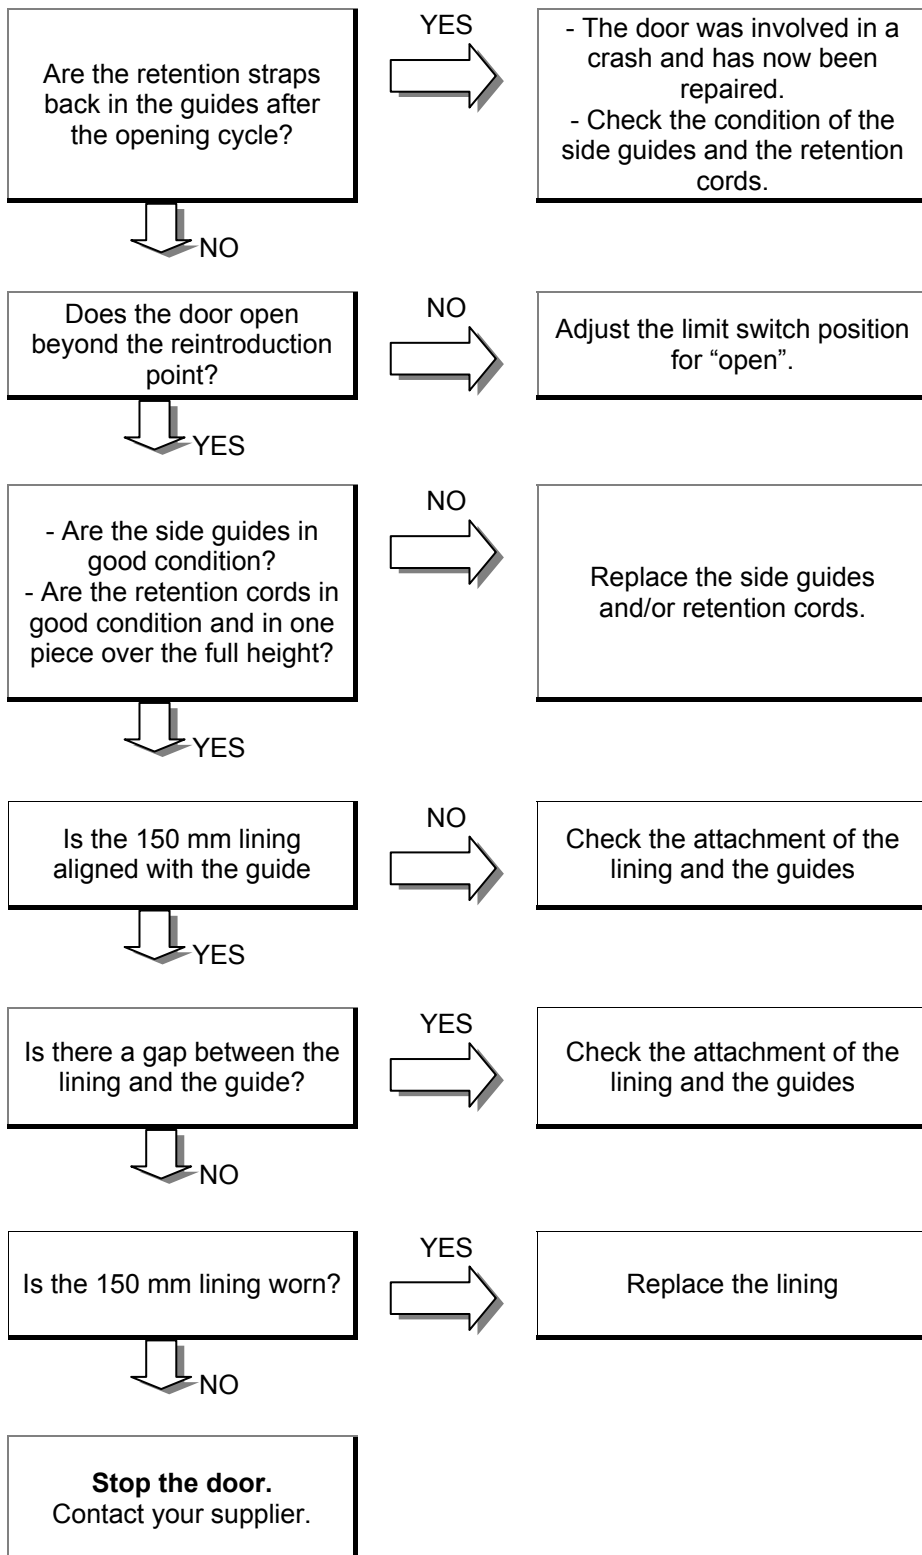 Are the retention straps
back in the guides after
the opening cycle?
YES
- The door was involved in a
crash and has now been
repaired.
- Check the condition of the
side guides and the retention
cords.
NO
Does the door open
beyond the reintroduction
point?
NO
Adjust the limit switch position
for “open”.
YES
- Are the side guides in
good condition?
- Are the retention cords in
good condition and in one
piece over the full height?
NO
Replace the side guides
and/or retention cords.
YES
Is the 150 mm lining
aligned with the guide
NO
Check the attachment of the
lining and the guides
YES
Is there a gap between the
lining and the guide?
YES
Check the attachment of the
lining and the guides
NO
Is the 150 mm lining worn?
YES
Replace the lining
NO
Stop the door.
Contact your supplier.